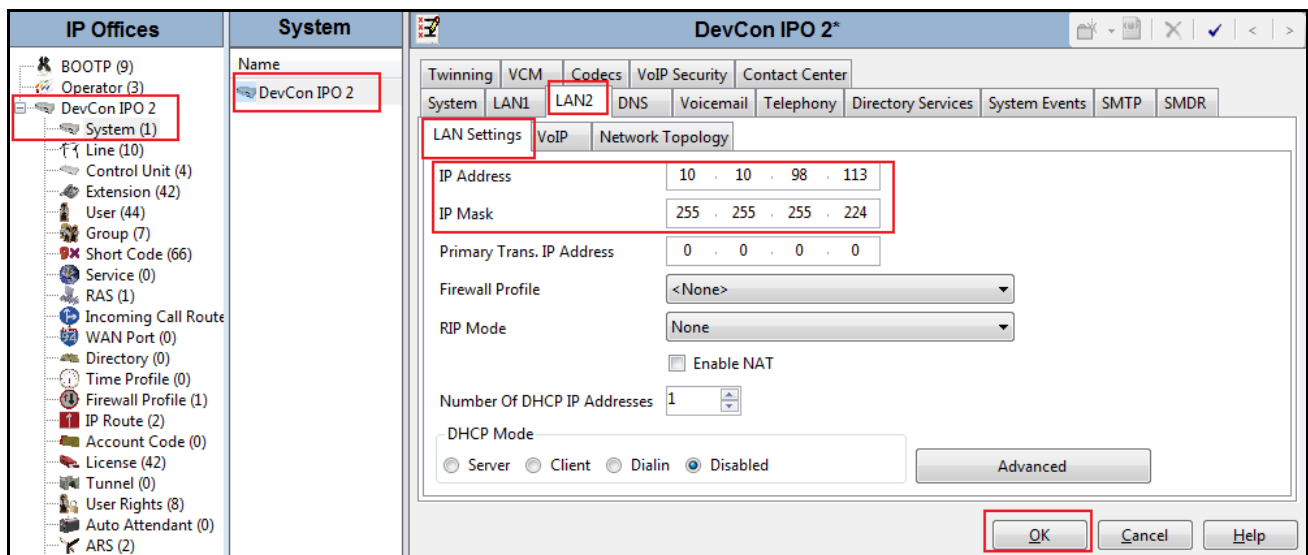 IP Offices
BOOTP (9)
Operator (3)
DevCon IPO 2
System (1)
Line (10)
Control Unit (4)
Extension (42)
User (44)
Group (7)
Short Code (66)
Service (0)
RAS (1)
Incoming Call Route
WAN Port (0)
Directory (0)
Time Profile (0)
Firewall Profile (1)
IP Route (2)
Account Code (0)
License (42)
Tunnel (0)
User Rights (8)
Auto Attendant (0)
ARS (2)
System
Name
DevCon IPO 2
DevCon IPO 2*
Twinning VCM Codecs VoIP Security Contact Center
System LAN1 LAN2 DNS Voicemail Telephony Directory Services System Events SMTP SMDR
LAN Settings VoIP Network Topology
IP Address 10 . 10 . 98 . 113
IP Mask 255 . 255 . 255 . 224
Primary Trans. IP Address 0 . 0 . 0 . 0
Firewall Profile <None>
RIP Mode None
Enable NAT
Number Of DHCP IP Addresses 1
DHCP Mode
Server Client Dialin Disabled Advanced
OK Cancel Help